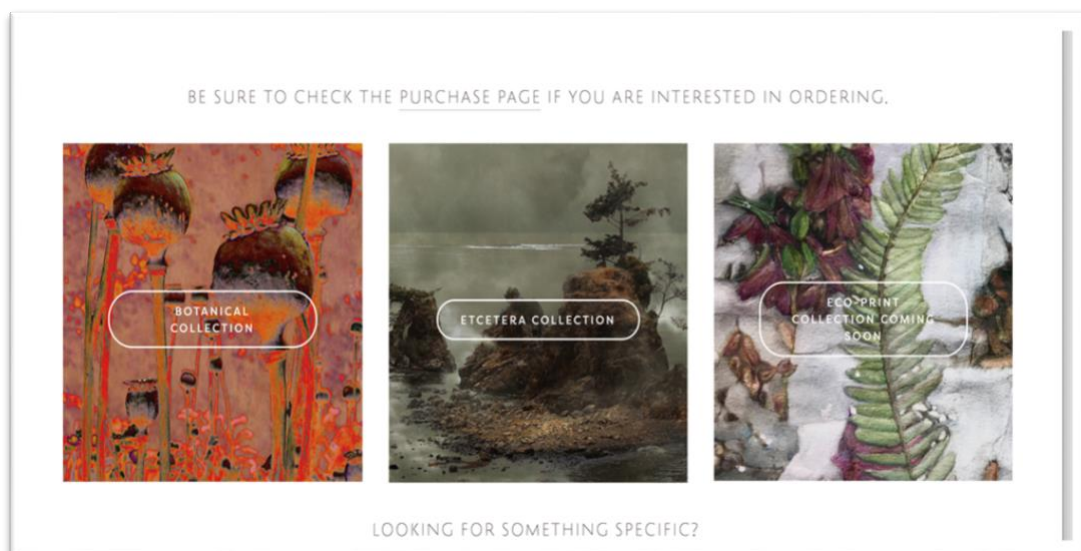 BE SURE TO CHECK THE PURCHASE PAGE IF YOU ARE INTERESTED IN ORDERING.
BOTANICAL
COLLECTION
ETCETERA COLLECTION
ECO-PRINT
COLLECTION COMING
SOON
LOOKING FOR SOMETHING SPECIFIC?